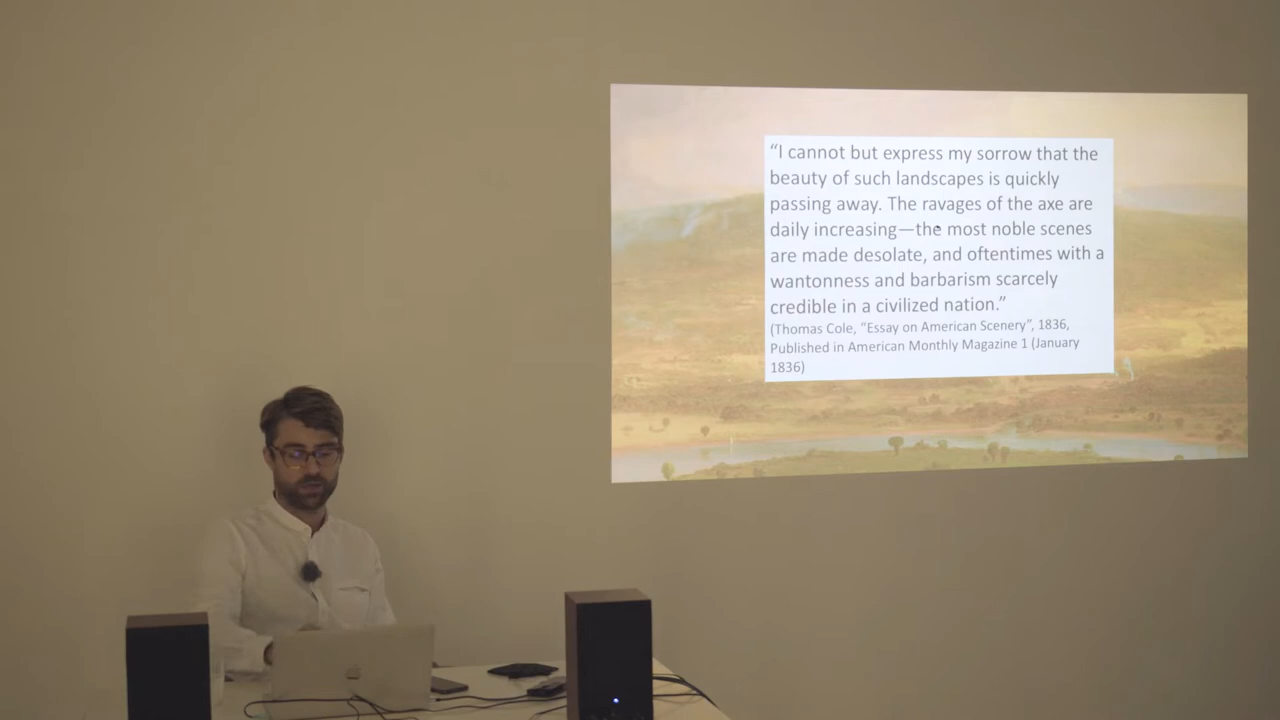 “I cannot but express my sorrow that the
beauty of such landscapes is quickly
passing away. The ravages of the axe are
daily increasing—the most noble scenes
are made desolate, and oftentimes with a
wantonness and barbarism scarcely
credible in a civilized nation.”
(Thomas Cole, “Essay on American Scenery”, 1836,
Published in American Monthly Magazine 1 (January
1836)